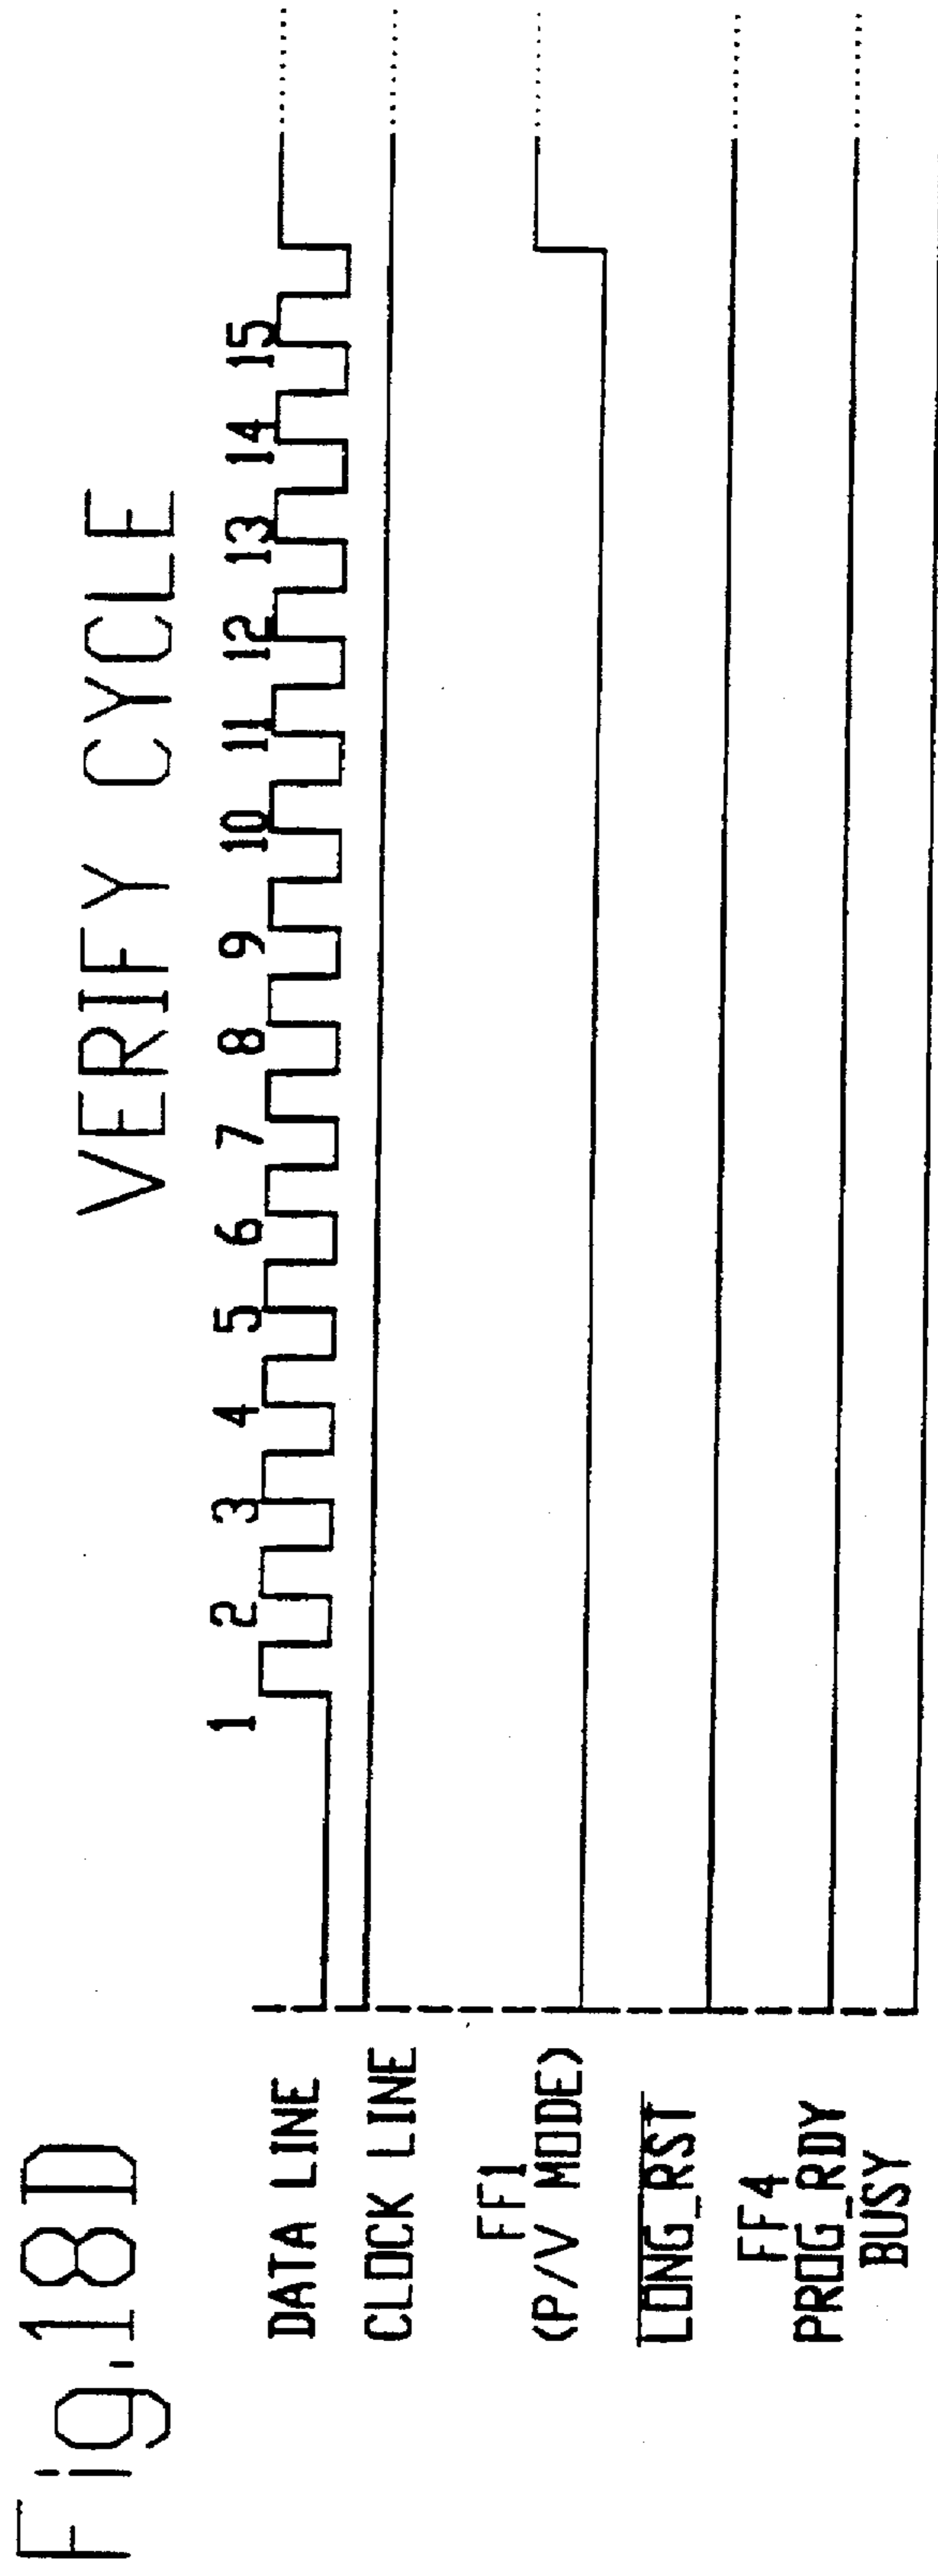 Fig.18D
VERIFY CYCLE
1 2 3 4 5 6 7 8 9 10 11 12 13 14 15
DATA LINE
CLOCK LINE
FF1
(P/V MODE)
LONG_RST
FF4
PROG_RDY
BUSY